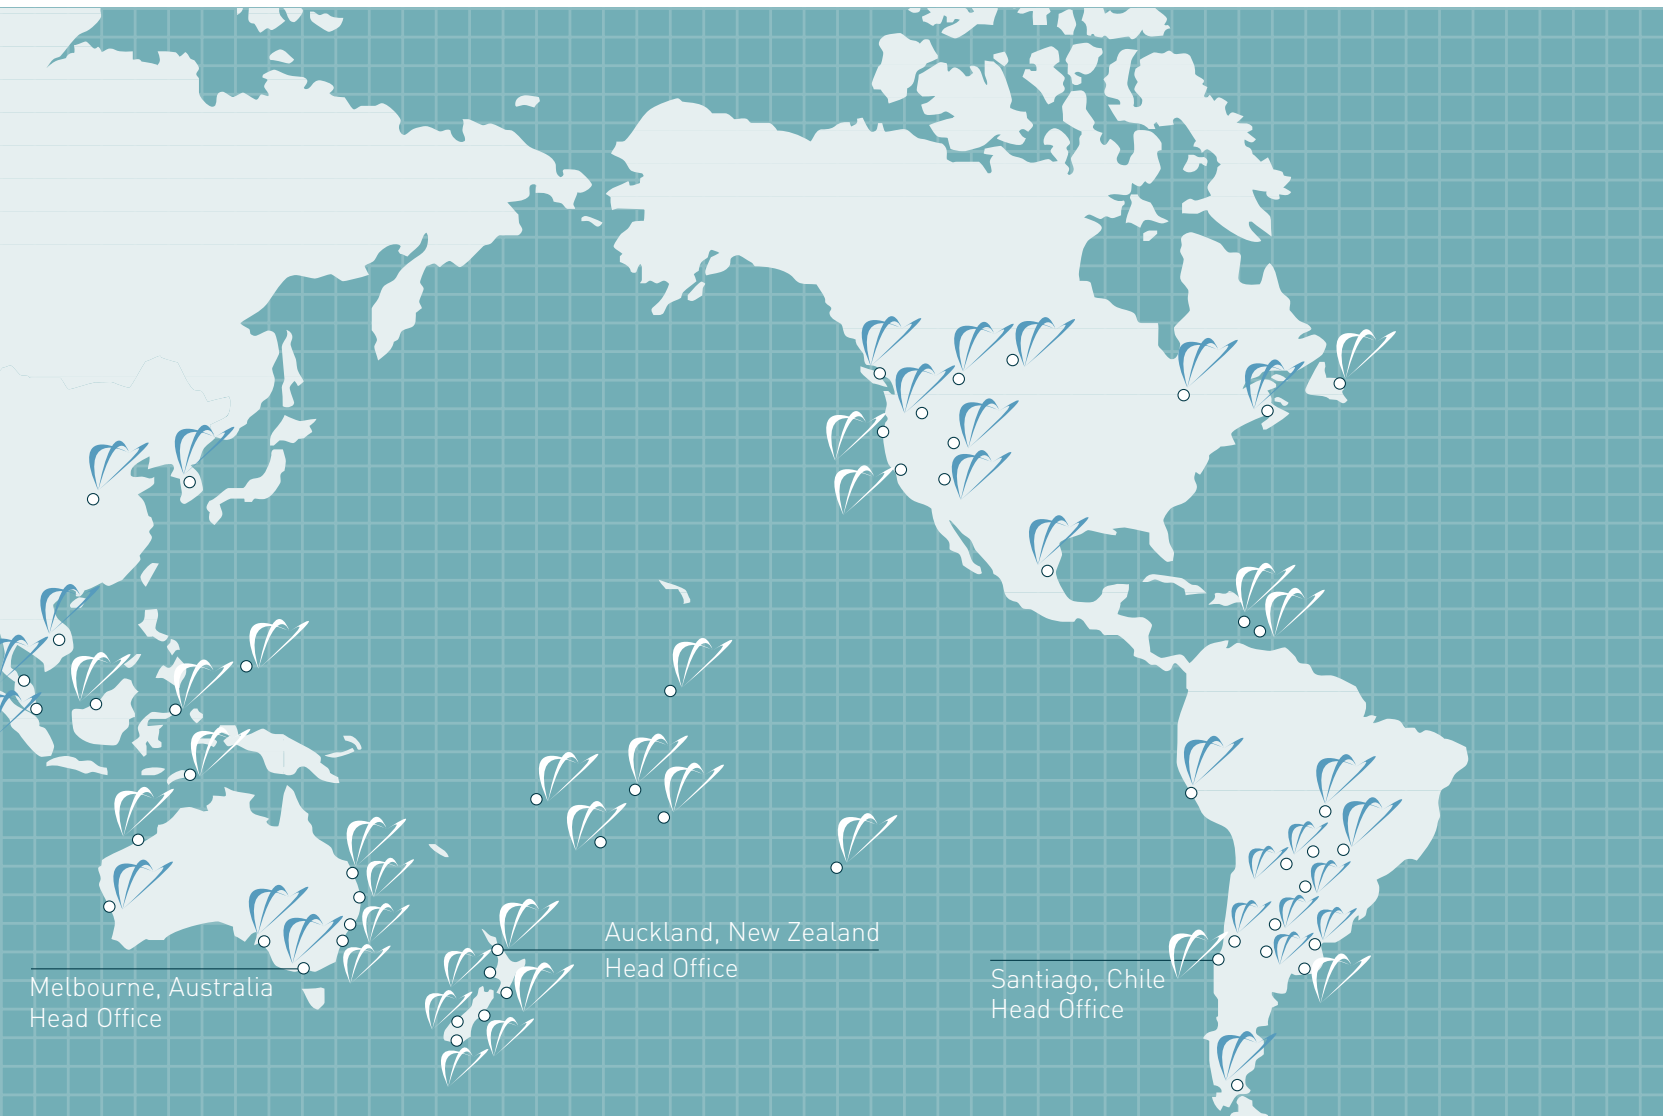 Auckland, New Zealand
Head Office
Melbourne, Australia
Head Office
Santiago, Chile
Head Office